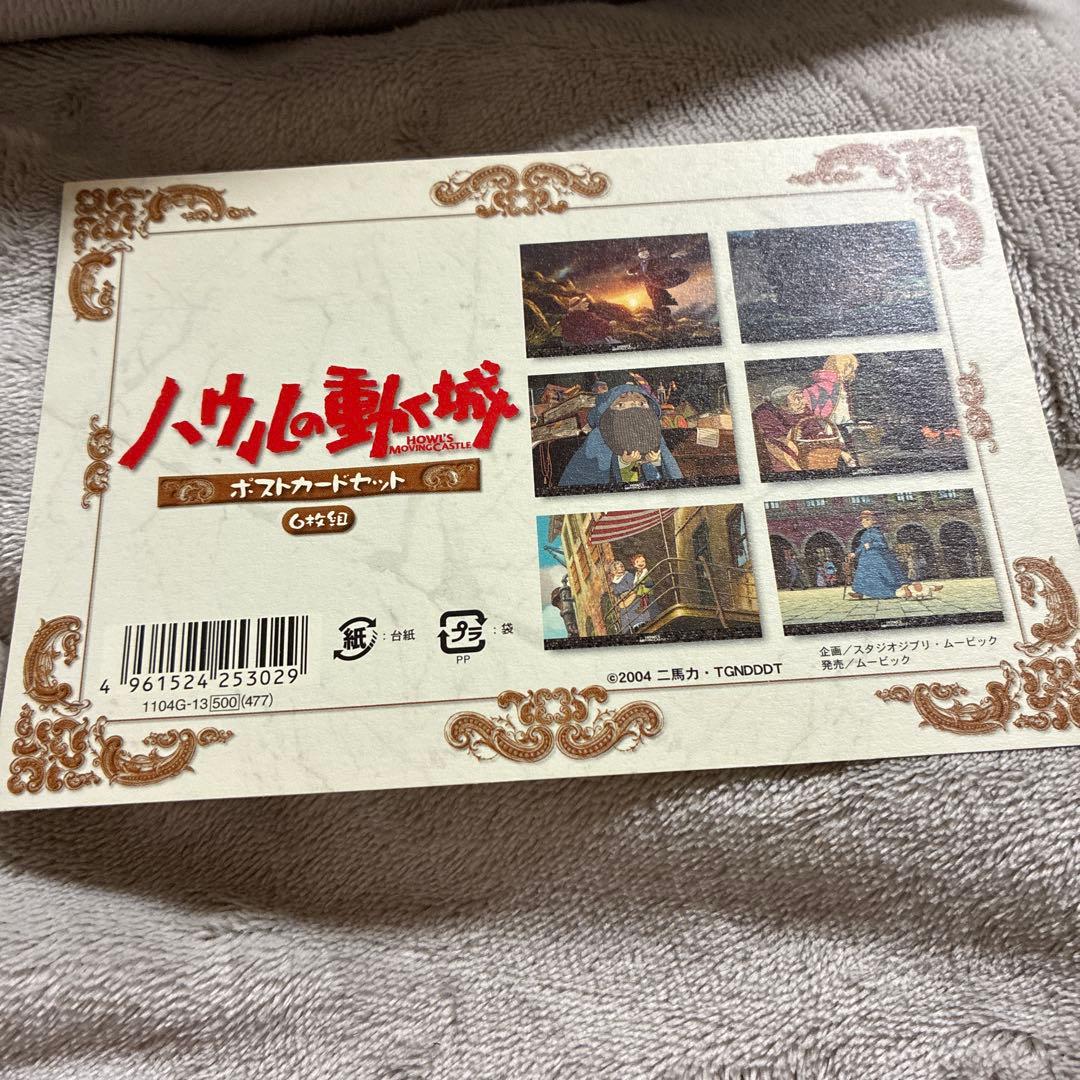 ハウルの動く城
HOWL'S
MOVING CASTLE
ポストカードセット
6枚組
紙 : 台紙
プラ : 袋
PP
4 961524 253029
1104G-13 500 (477)
企画/スタジオジブリ・ムービック
発売/ムービック
©2004 二馬力・TGNDDDT